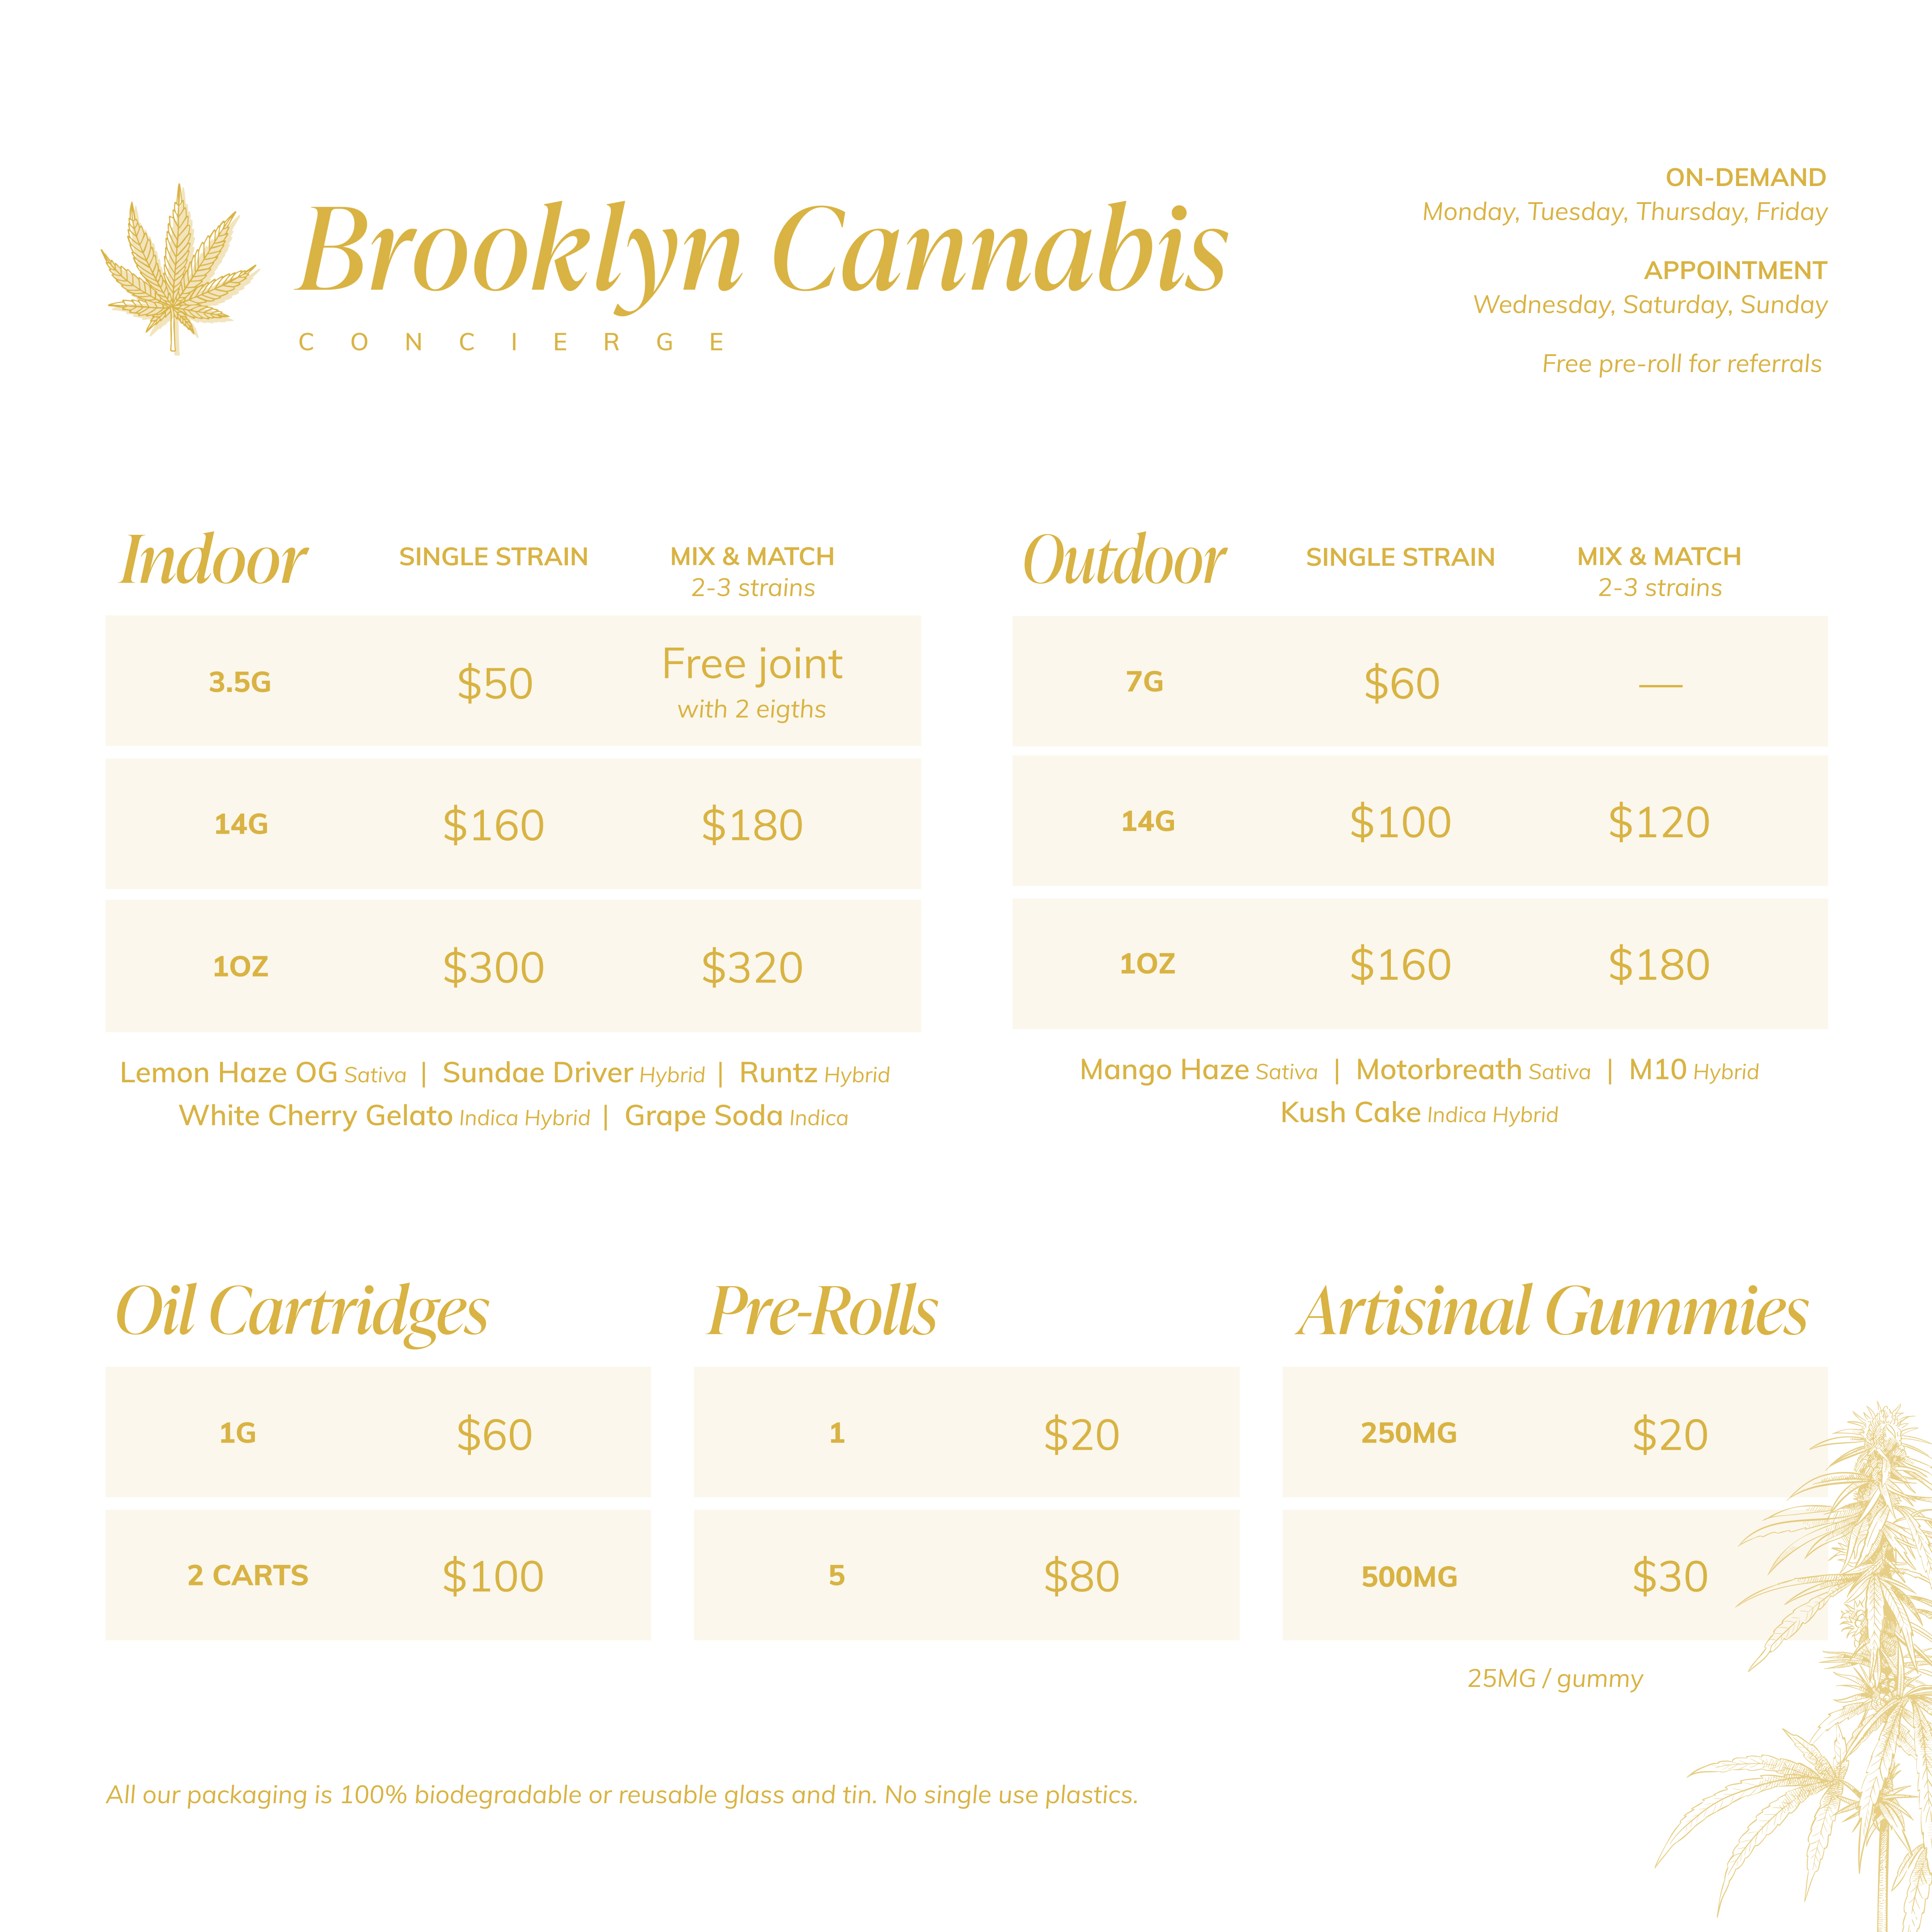 Brooklyn Cannabis
CONCIERGE
ON-DEMAND
Monday, Tuesday, Thursday, Friday
APPOINTMENT
Wednesday, Saturday, Sunday
Free pre-roll for referrals
Indoor SINGLE STRAIN MIX & MATCH
2-3 strains
3.5G $50 Free joint
with 2 eigths
14G $160 $180
1OZ $300 $320
Lemon Haze OG Sativa | Sundae Driver Hybrid | Runtz Hybrid
White Cherry Gelato Indica Hybrid | Grape Soda Indica
Outdoor SINGLE STRAIN MIX & MATCH
2-3 strains
7G $60 —
14G $100 $120
1OZ $160 $180
Mango Haze Sativa | Motorbreath Sativa | M10 Hybrid
Kush Cake Indica Hybrid
Oil Cartridges
1G $60
2 CARTS $100
Pre-Rolls
1 $20
5 $80
Artisinal Gummies
250MG $20
500MG $30
25MG / gummy
All our packaging is 100% biodegradable or reusable glass and tin. No single use plastics.